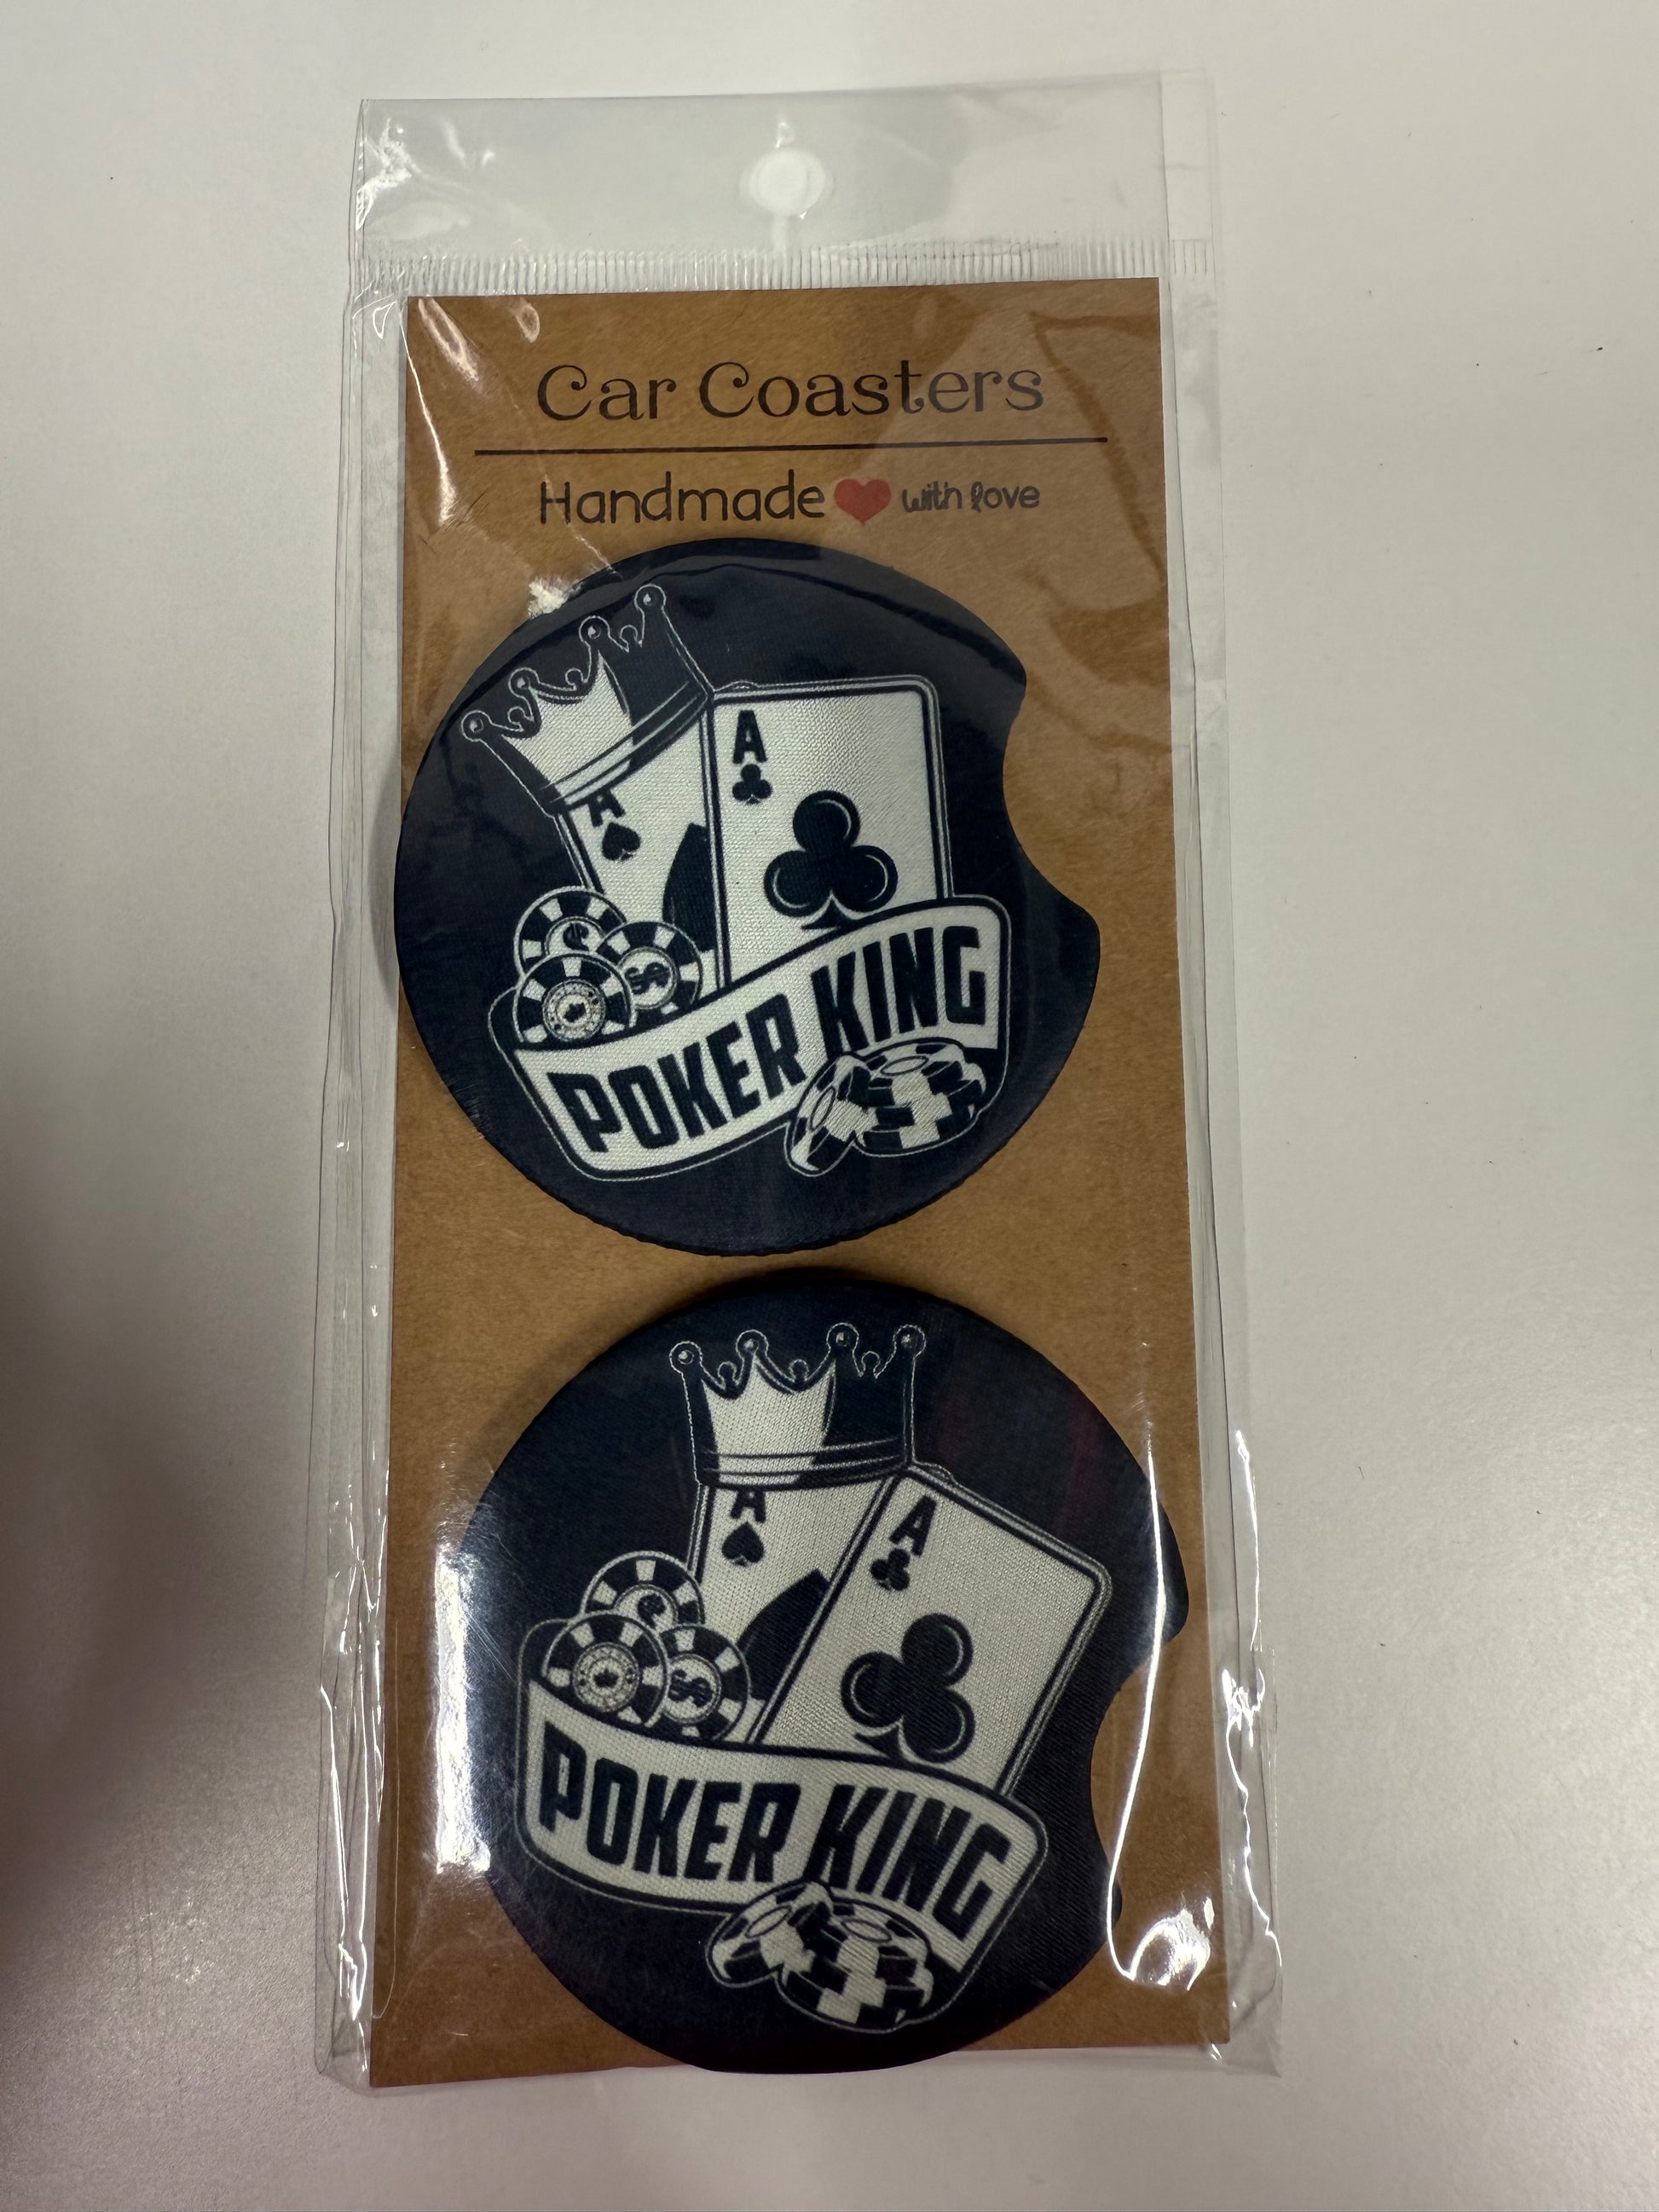 Car Coasters
Handmade with love
A
A
$
POKER KING
A
A
$
POKER KING